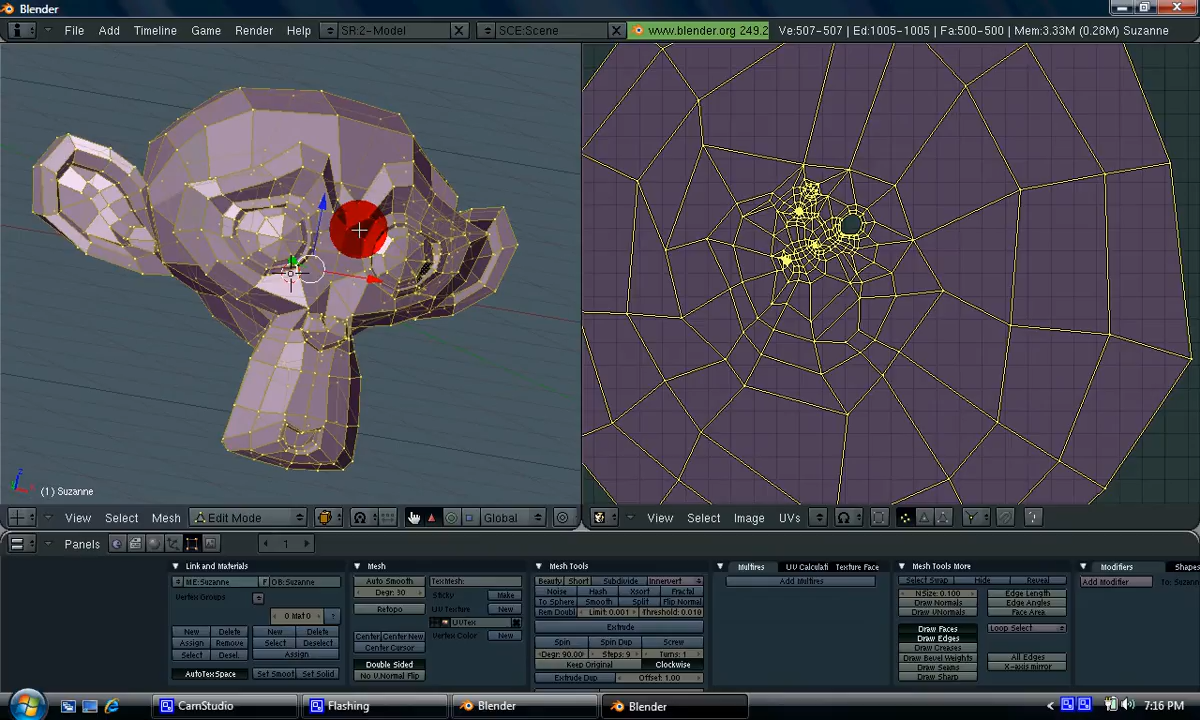 Blender
File Add Timeline Game Render Help SR:2-Model SCE:Scene www.blender.org 249.2 Ve:507-507 | Ed:1005-1005 | Fa:500-500 | Mem:3.33M (0.28M) Suzanne
(1) Suzanne
View Select Mesh Edit Mode Global View Select Image UVs
Panels 1
Link and Materials Mesh Mesh Tools Multires UV Calculati Texture Face Mesh Tools More Modifiers Shapes
ME:Suzanne F OB:Suzanne Auto Smooth TexMesh: Beauty Short Subdivide Innervert Add Multires Select Swap Hide Reveal Add Modifier To: Suzanne
Vertex Groups Degr: 30 Make Noise Hash Xsort Fractal NSize: 0.100 Edge Length
Retopo UV Texture New To Sphere Smooth Split Flip Normal Draw Normals Edge Angles
0 Mat 0 ? Rem Doubl Limit: 0.001 Threshold: 0.010 Draw VNormals Face Area
UVTex Extrude Draw Faces Loop Select
New Delete New Delete Center Center New Vertex Color New Spin Spin Dup Screw Draw Edges
Assign Remove Select Deselect Center Cursor Degr: 90.00 Steps: 9 Turns: 1 Draw Creases
Select Desel. Assign Double Sided Keep Original Clockwise Draw Bevel Weights All Edges
AutoTexSpace Set Smoot Set Solid No V.Normal Flip Extrude Dup Offset: 1.00 Draw Seams X-axis mirror
Draw Sharp
CamStudio Flashing Blender Blender 7:16 PM